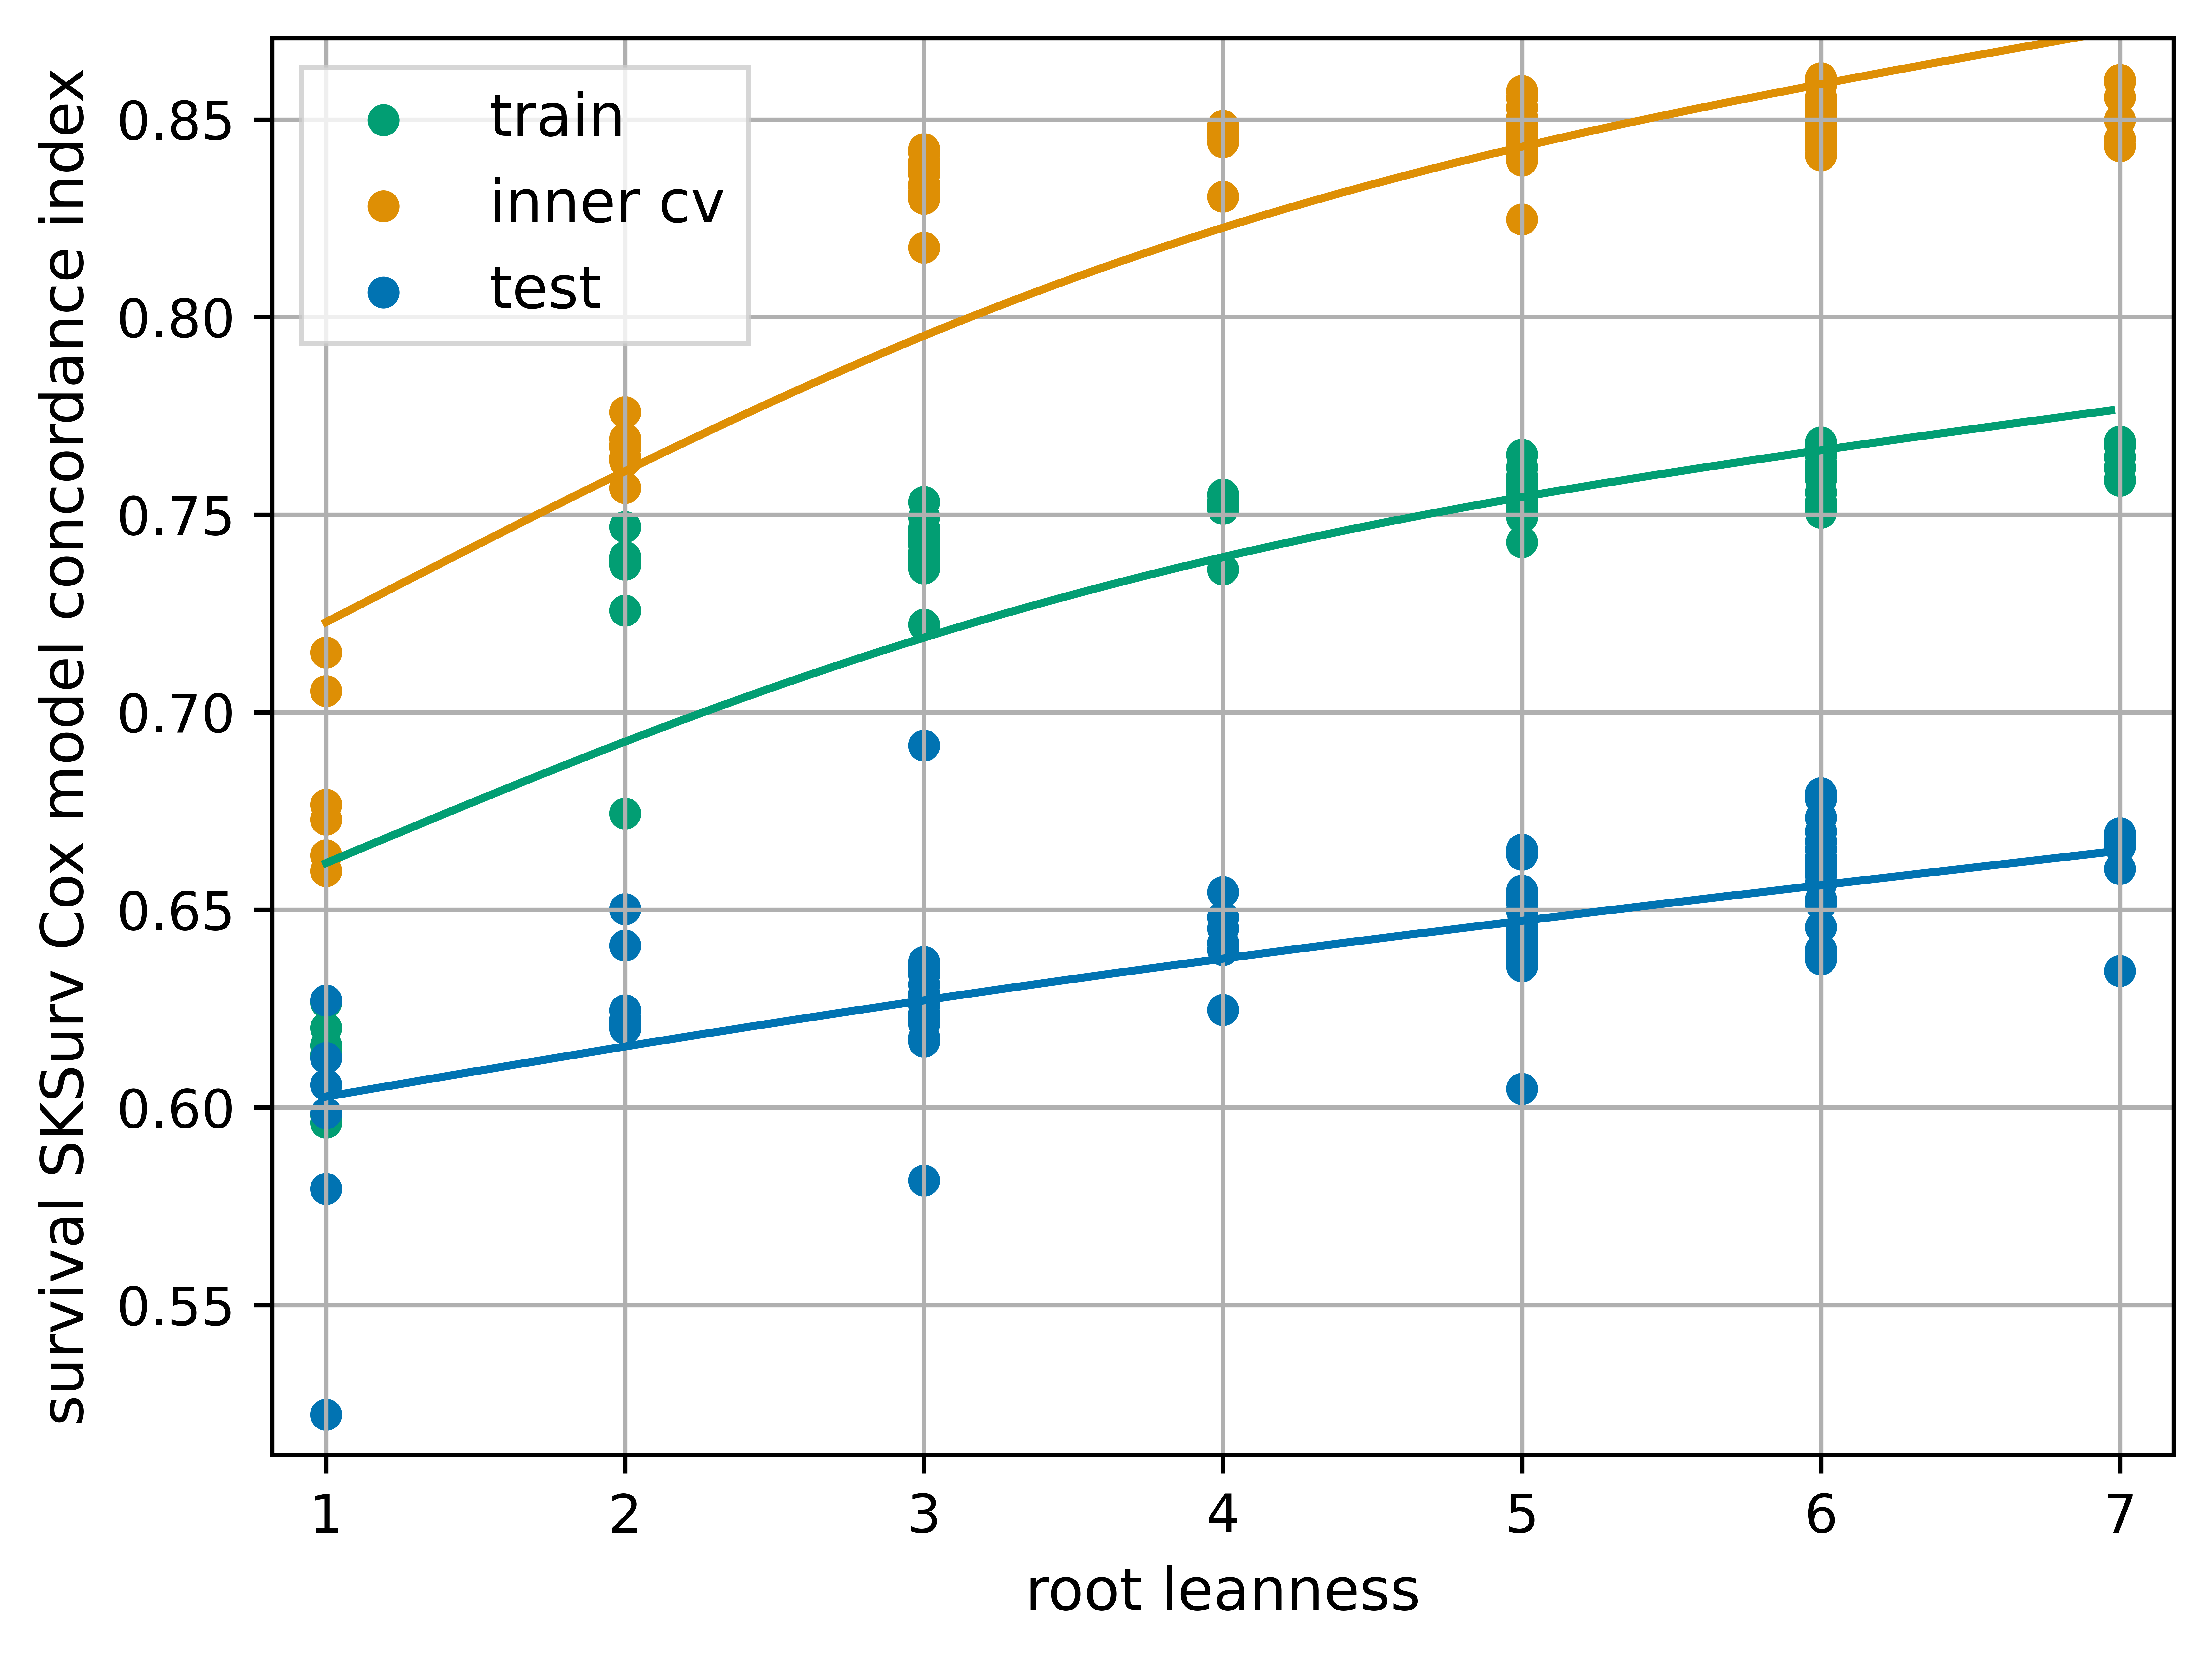 train
inner cv
test
survival SKSurv Cox model concordance index
0.85
0.80
0.75
0.70
0.65
0.60
0.55
1 2 3 4 5 6 7
root leanness